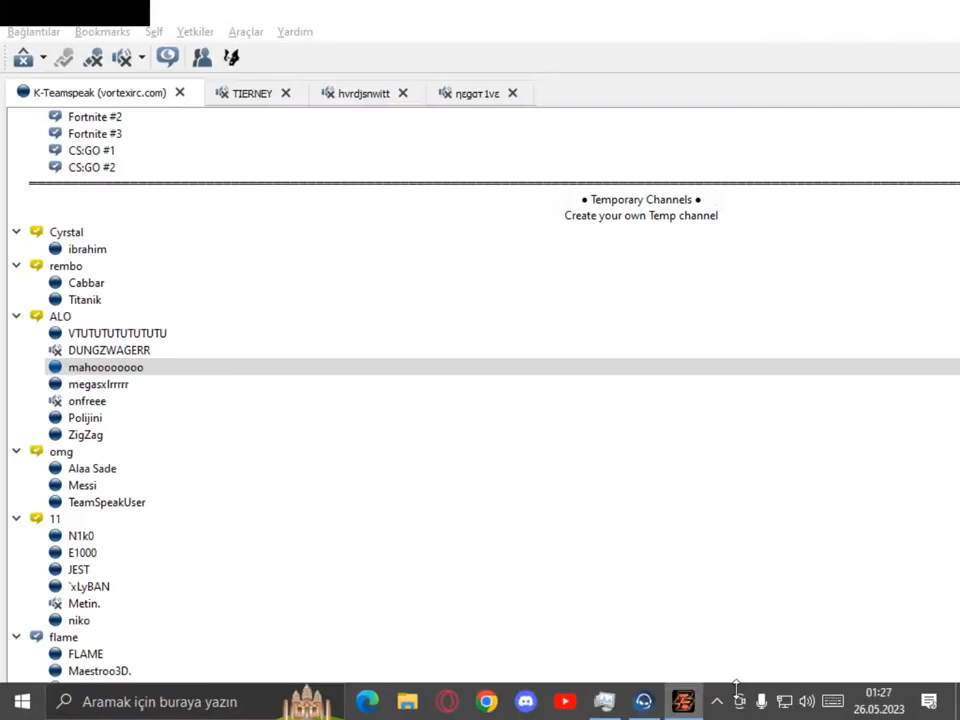 Bağlantılar Bookmarks Self Yetkiler Araçlar Yardım
K-Teamspeak (vortexirc.com) TIERNEY hvrdjsnwitt ηεgαт1vε
Fortnite #2
Fortnite #3
CS:GO #1
CS:GO #2
● Temporary Channels ●
Create your own Temp channel
Cyrstal
ibrahim
rembo
Cabbar
Titanik
ALO
VTUTUTUTUTUTUTU
DUNGZWAGERR
mahoooooooo
megasxlrrrrr
onfreee
Polijini
ZigZag
omg
Alaa Sade
Messi
TeamSpeakUser
11
N1k0
E1000
JEST
`xLyBAN
Metin.
niko
flame
FLAME
Maestroo3D.
Aramak için buraya yazın
01:27
26.05.2023